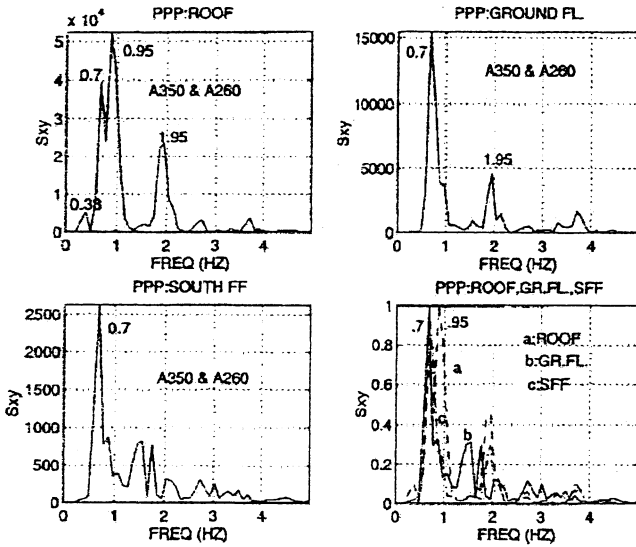 PPP:ROOF
x 10⁴
5
4
3
2
1
0
Sxy
0.7
0.95
A350 & A260
1.95
0.38
0 1 2 3 4
FREQ (HZ)
PPP:GROUND FL.
15000
10000
5000
0
Sxy
0.7
A350 & A260
1.95
0 1 2 3 4
FREQ (HZ)
PPP:SOUTH FF
2500
2000
1500
1000
500
0
Sxy
0.7
A350 & A260
0 1 2 3 4
FREQ (HZ)
PPP:ROOF,GR.FL.,SFF
1
0.8
0.6
0.4
0.2
0
Sxy
.7
.95
a:ROOF
b:GR.FL.
c:SFF
a
c
b
0 1 2 3 4
FREQ (HZ)